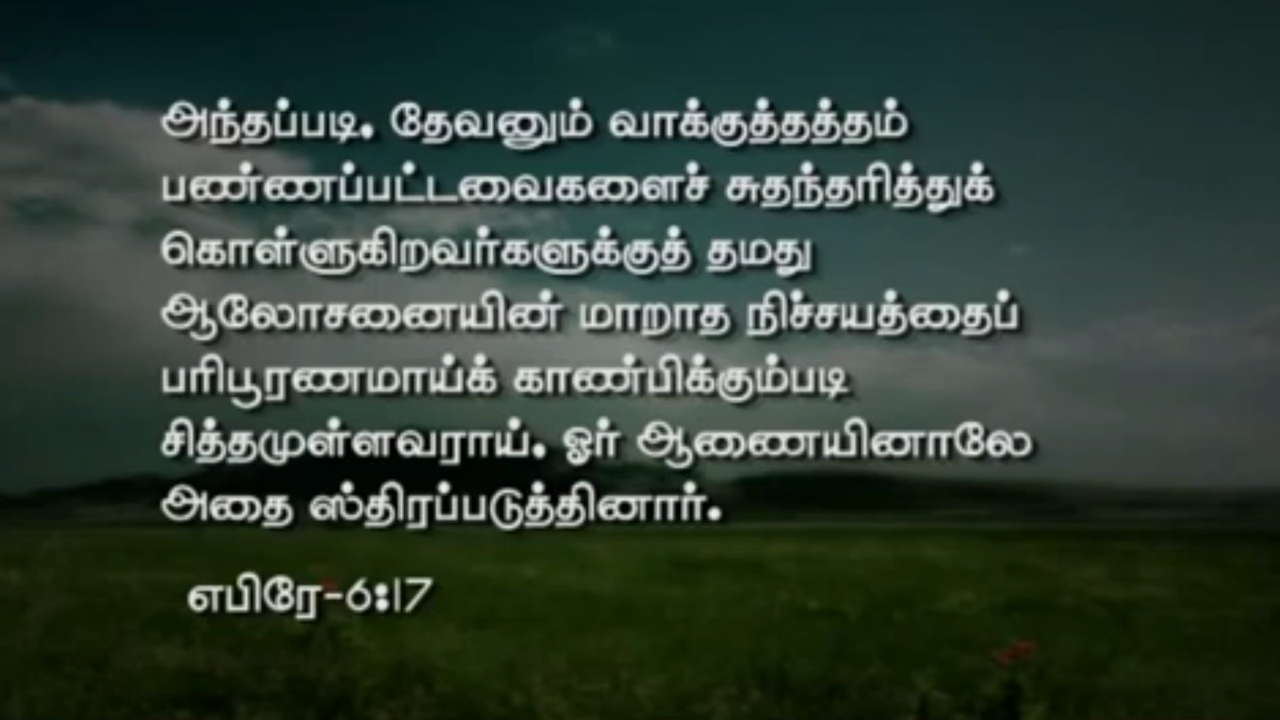 அந்தப்படி. தேவனும் வாக்குத்தத்தம்
பண்ணப்பட்டவைகளைச் சுதந்தரித்துக்
கொள்ளுகிறவர்களுக்குத் தமது
ஆலோசனையின் மாறாத நிச்சயத்தைப்
பரிபூரணமாய்க் காண்பிக்கும்படி
சித்தமுள்ளவராய். ஓர் ஆணையினாலே
அதை ஸ்திரப்படுத்தினார்.
எபிரே-6:17